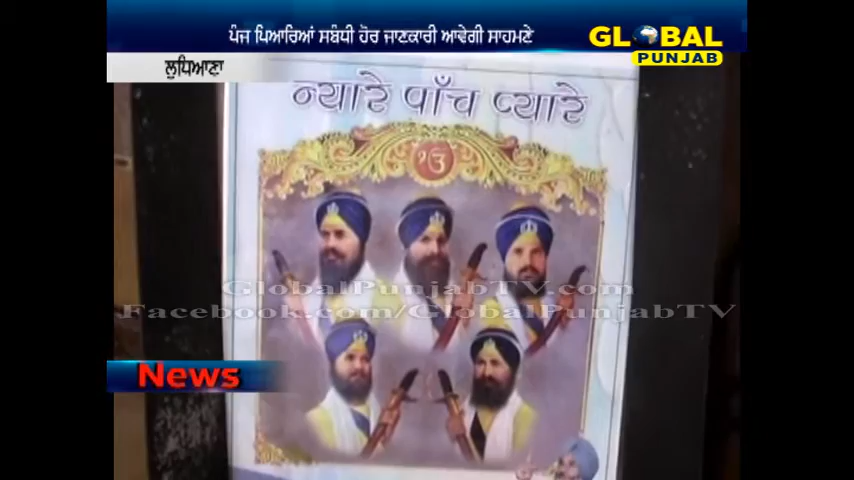 ਪੰਜ ਪਿਆਰਿਆਂ ਸਬੰਧੀ ਹੋਰ ਜਾਣਕਾਰੀ ਆਵੇਗੀ ਸਾਹਮਣੇ
GLOBAL
PUNJAB
ਲੁਧਿਆਣਾ
न्यारे पाँच प्यारे
ੴ
GlobalPunjabTV.com
Facebook.com/GlobalPunjabTV
News